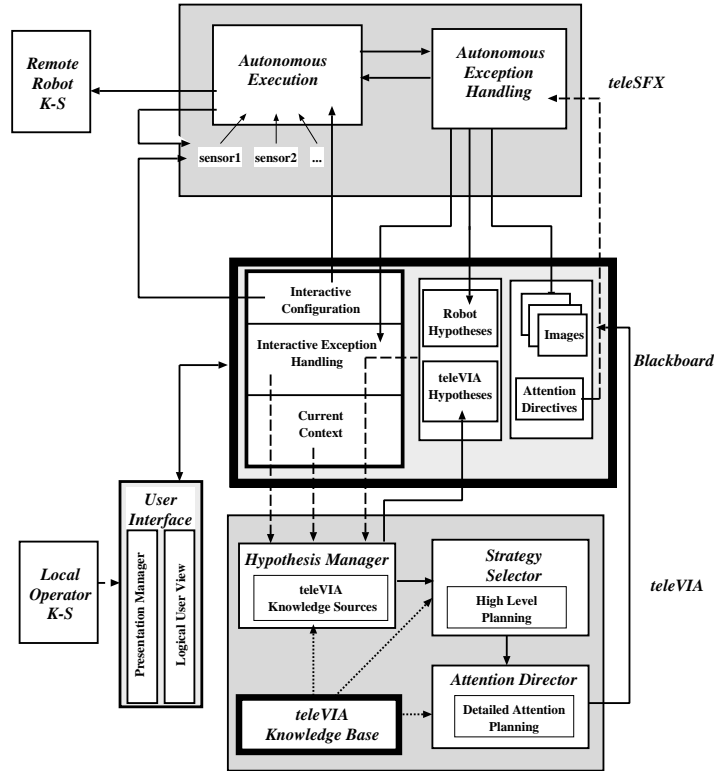 Remote
Robot
K-S
Autonomous
Execution
Autonomous
Exception
Handling
teleSFX
sensor1
sensor2
...
Interactive
Configuration
Interactive Exception
Handling
Current
Context
Robot
Hypotheses
teleVIA
Hypotheses
Images
Attention
Directives
Blackboard
User
Interface
Presentation Manager
Logical User View
Local
Operator
K-S
Hypothesis Manager
teleVIA
Knowledge Sources
Strategy
Selector
High Level
Planning
teleVIA
Attention Director
Detailed Attention
Planning
teleVIA
Knowledge Base